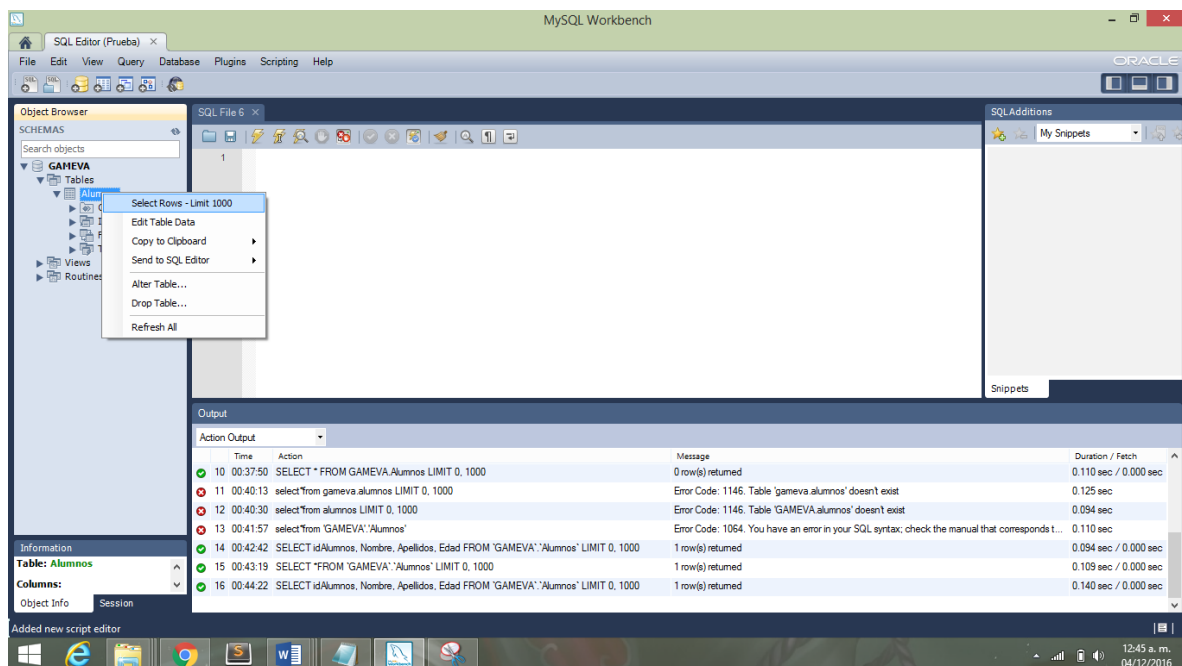 MySQL Workbench
SQL Editor (Prueba)
File Edit View Query Database Plugins Scripting Help
ORACLE
Object Browser
SCHEMAS
Search objects
GAMEVA
Tables
Views
Routines
SQL File 6
1
Select Rows - Limit 1000
Edit Table Data
Copy to Clipboard
Send to SQL Editor
Alter Table...
Drop Table...
Refresh All
SQLAdditions
My Snippets
Snippets
Output
Action Output
Time Action Message Duration / Fetch
10 00:37:50 SELECT * FROM GAMEVA.Alumnos LIMIT 0, 1000 0 row(s) returned 0.110 sec / 0.000 sec
11 00:40:13 select*from gameva.alumnos LIMIT 0, 1000 Error Code: 1146. Table 'gameva.alumnos' doesn't exist 0.125 sec
12 00:40:30 select*from alumnos LIMIT 0, 1000 Error Code: 1146. Table 'GAMEVA.alumnos' doesn't exist 0.094 sec
13 00:41:57 select*from 'GAMEVA'.'Alumnos' Error Code: 1064. You have an error in your SQL syntax; check the manual that corresponds t... 0.110 sec
14 00:42:42 SELECT idAlumnos, Nombre, Apellidos, Edad FROM `GAMEVA`.`Alumnos` LIMIT 0, 1000 1 row(s) returned 0.094 sec / 0.000 sec
15 00:43:19 SELECT *FROM `GAMEVA`.`Alumnos` LIMIT 0, 1000 1 row(s) returned 0.109 sec / 0.000 sec
16 00:44:22 SELECT idAlumnos, Nombre, Apellidos, Edad FROM `GAMEVA`.`Alumnos` LIMIT 0, 1000 1 row(s) returned 0.140 sec / 0.000 sec
Information
Table: Alumnos
Columns:
Object Info Session
Added new script editor
12:45 a. m.
04/12/2016